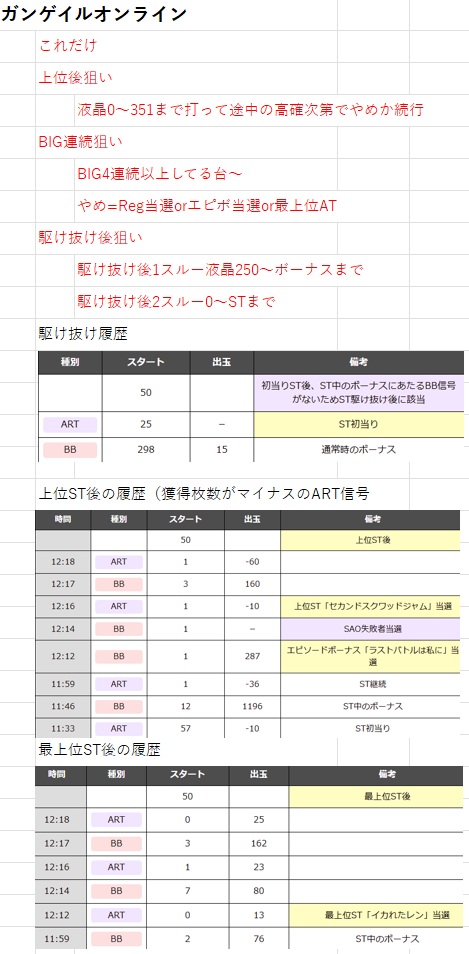 ガンゲイルオンライン
これだけ
上位後狙い
液晶0～351まで打って途中の高確次第でやめか続行
BIG連続狙い
BIG4連続以上してる台～
やめ=Reg当選orエピボ当選or最上位AT
駆け抜け後狙い
駆け抜け後1スルー液晶250～ボーナスまで
駆け抜け後2スルー0～STまで
駆け抜け履歴
種別 スタート 出玉 備考
50 初当りST後、ST中のボーナスにあたるBB信号
がないためST駆け抜け後に該当
ART 25 － ST初当り
BB 298 15 通常時のボーナス
上位ST後の履歴（獲得枚数がマイナスのART信号
時間 種別 スタート 出玉 備考
50 上位ST後
12:18 ART 1 -60
12:17 BB 3 160
12:16 ART 1 -10 上位ST「セカンドスクワッドジャム」当選
12:14 BB 1 － SAO失敗者当選
12:12 BB 1 287 エピソードボーナス「ラストバトルは私に」当
選
11:59 ART 1 -36 ST継続
11:46 BB 12 1196 ST中のボーナス
11:33 ART 57 -10 ST初当り
最上位ST後の履歴
時間 種別 スタート 出玉 備考
50 最上位ST後
12:18 ART 0 25
12:17 BB 3 162
12:16 ART 1 23
12:14 BB 7 80
12:12 ART 0 13 最上位ST「イカれたレン」当選
11:59 BB 2 76 ST中のボーナス